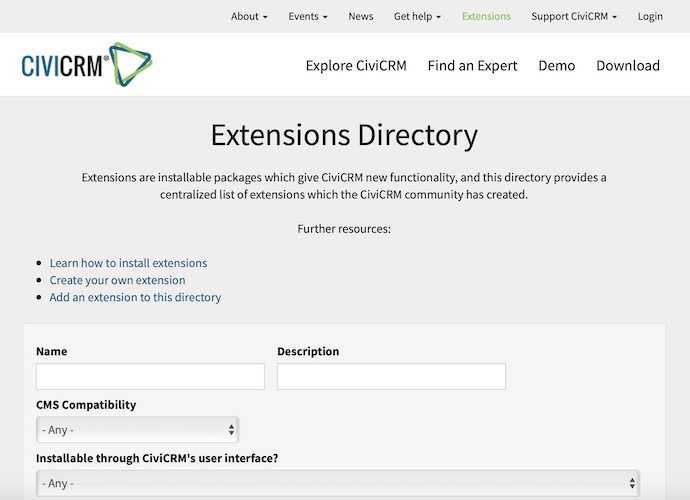 About Events News Get help Extensions Support CiviCRM Login
CIVICRM®
Explore CiviCRM Find an Expert Demo Download
Extensions Directory
Extensions are installable packages which give CiviCRM new functionality, and this directory provides a
centralized list of extensions which the CiviCRM community has created.
Further resources:
Learn how to install extensions
Create your own extension
Add an extension to this directory
Name Description
CMS Compatibility
- Any -
Installable through CiviCRM's user interface?
- Any -